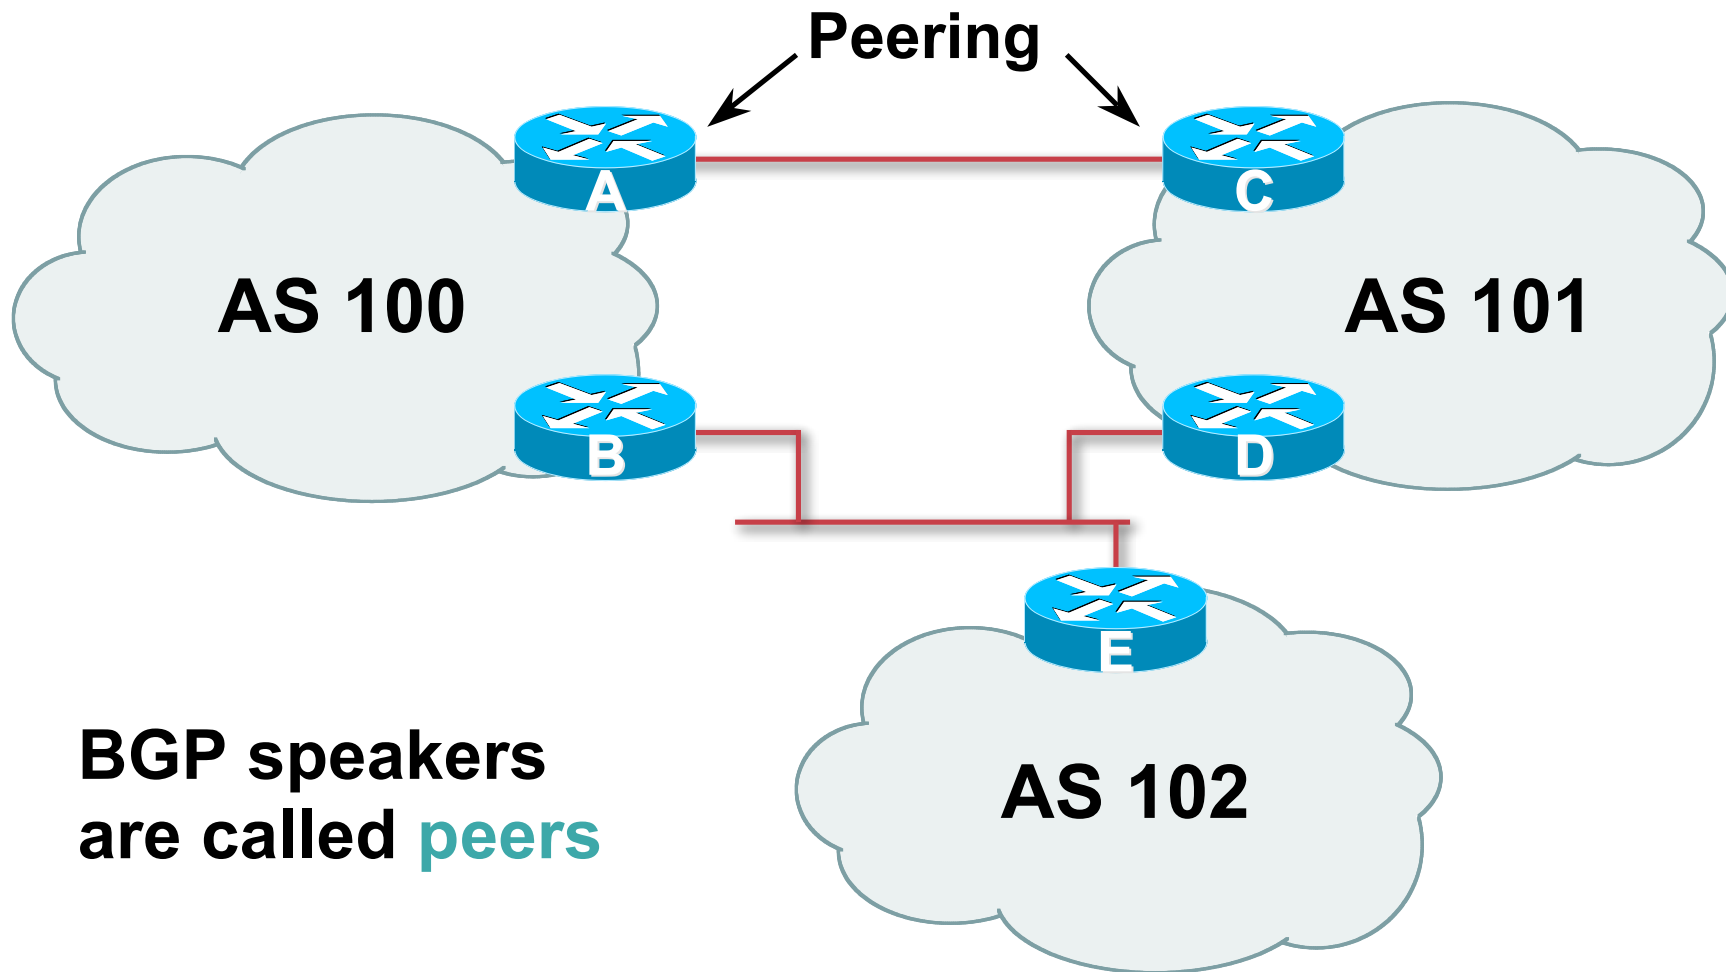 Peering
A
C
AS 100
AS 101
B
D
E
AS 102
BGP speakers
are called peers